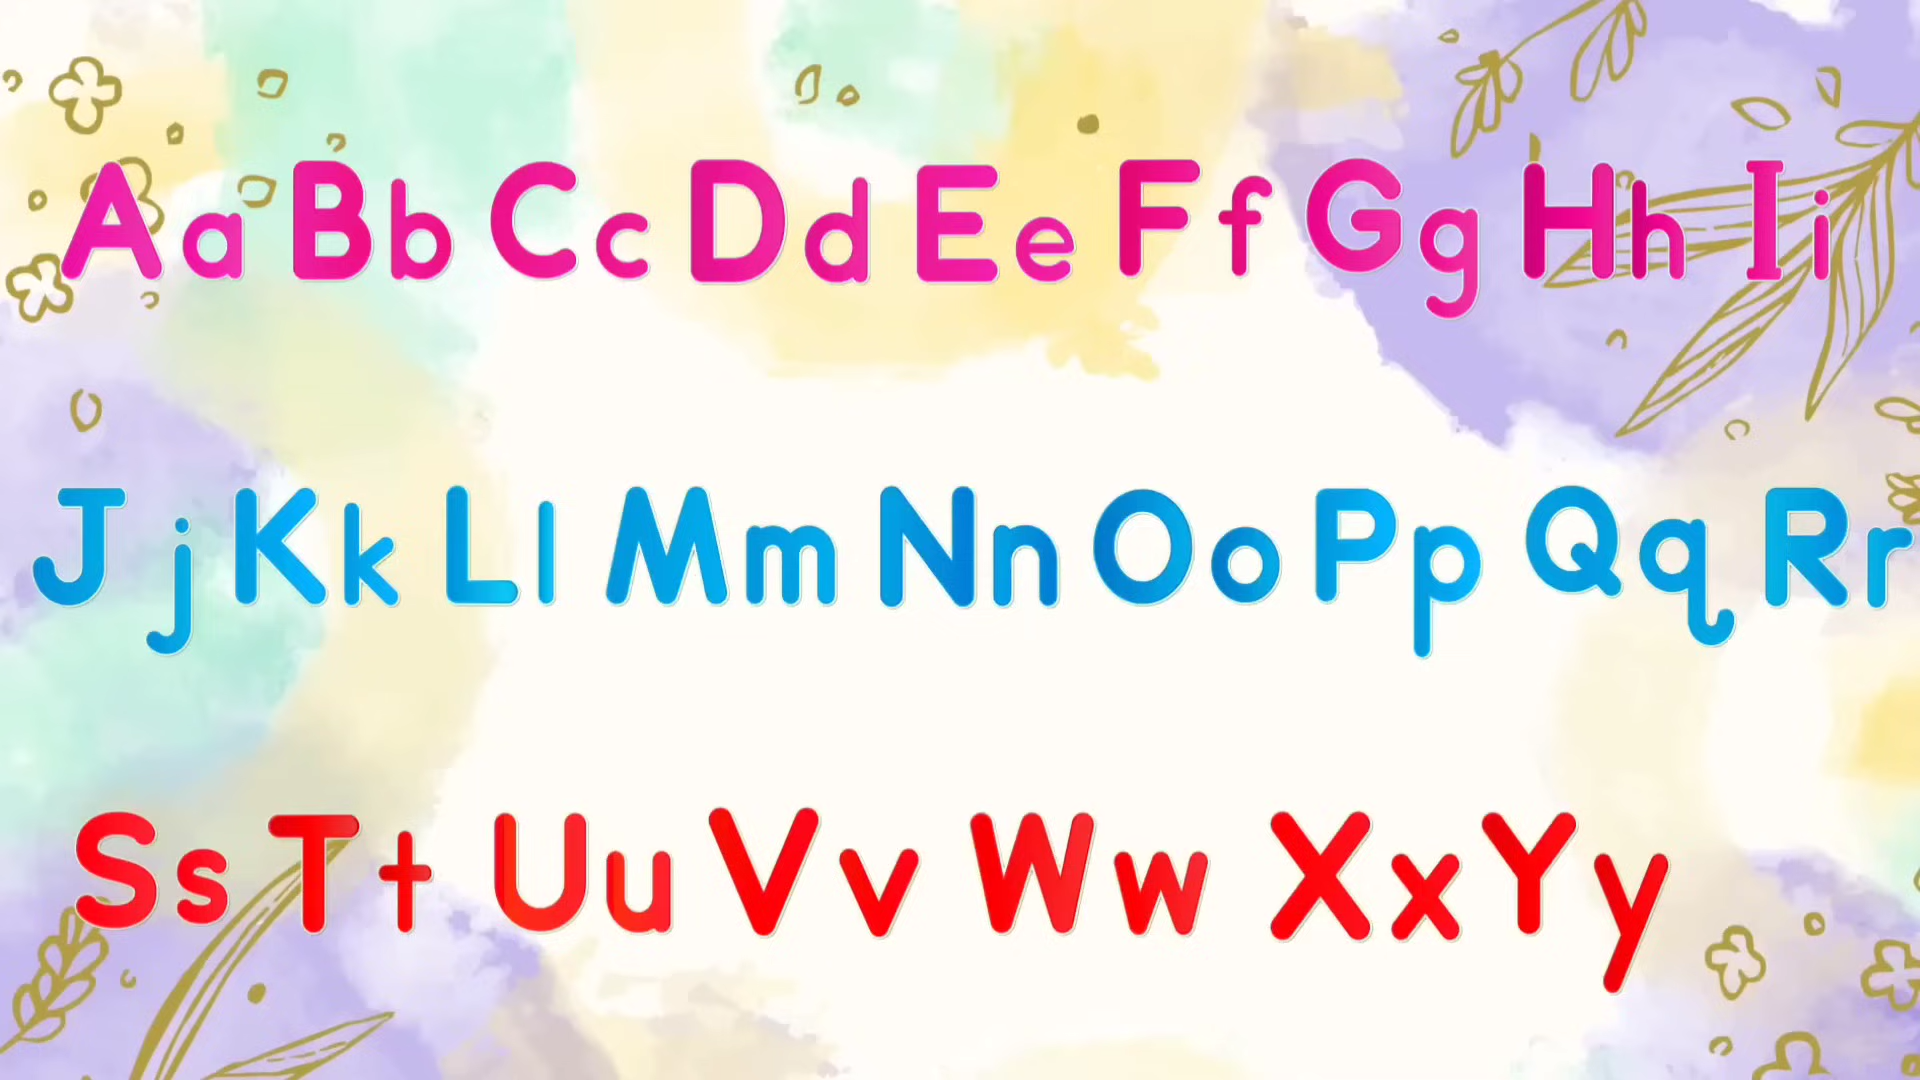 Aa Bb Cc Dd Ee Ff Gg Hh Ii
Jj Kk Ll Mm Nn Oo Pp Qq Rr
Ss Tt Uu Vv Ww Xx Yy